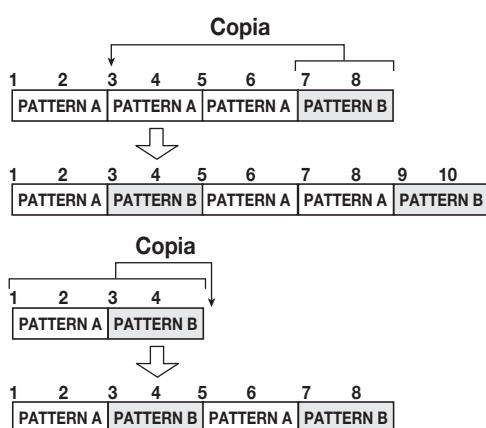 Copia
1 2 3 4 5 6 7 8
PATTERN A PATTERN A PATTERN A PATTERN B
1 2 3 4 5 6 7 8 9 10
PATTERN A PATTERN B PATTERN A PATTERN A PATTERN B
Copia
1 2 3 4
PATTERN A PATTERN B
1 2 3 4 5 6 7 8
PATTERN A PATTERN B PATTERN A PATTERN B